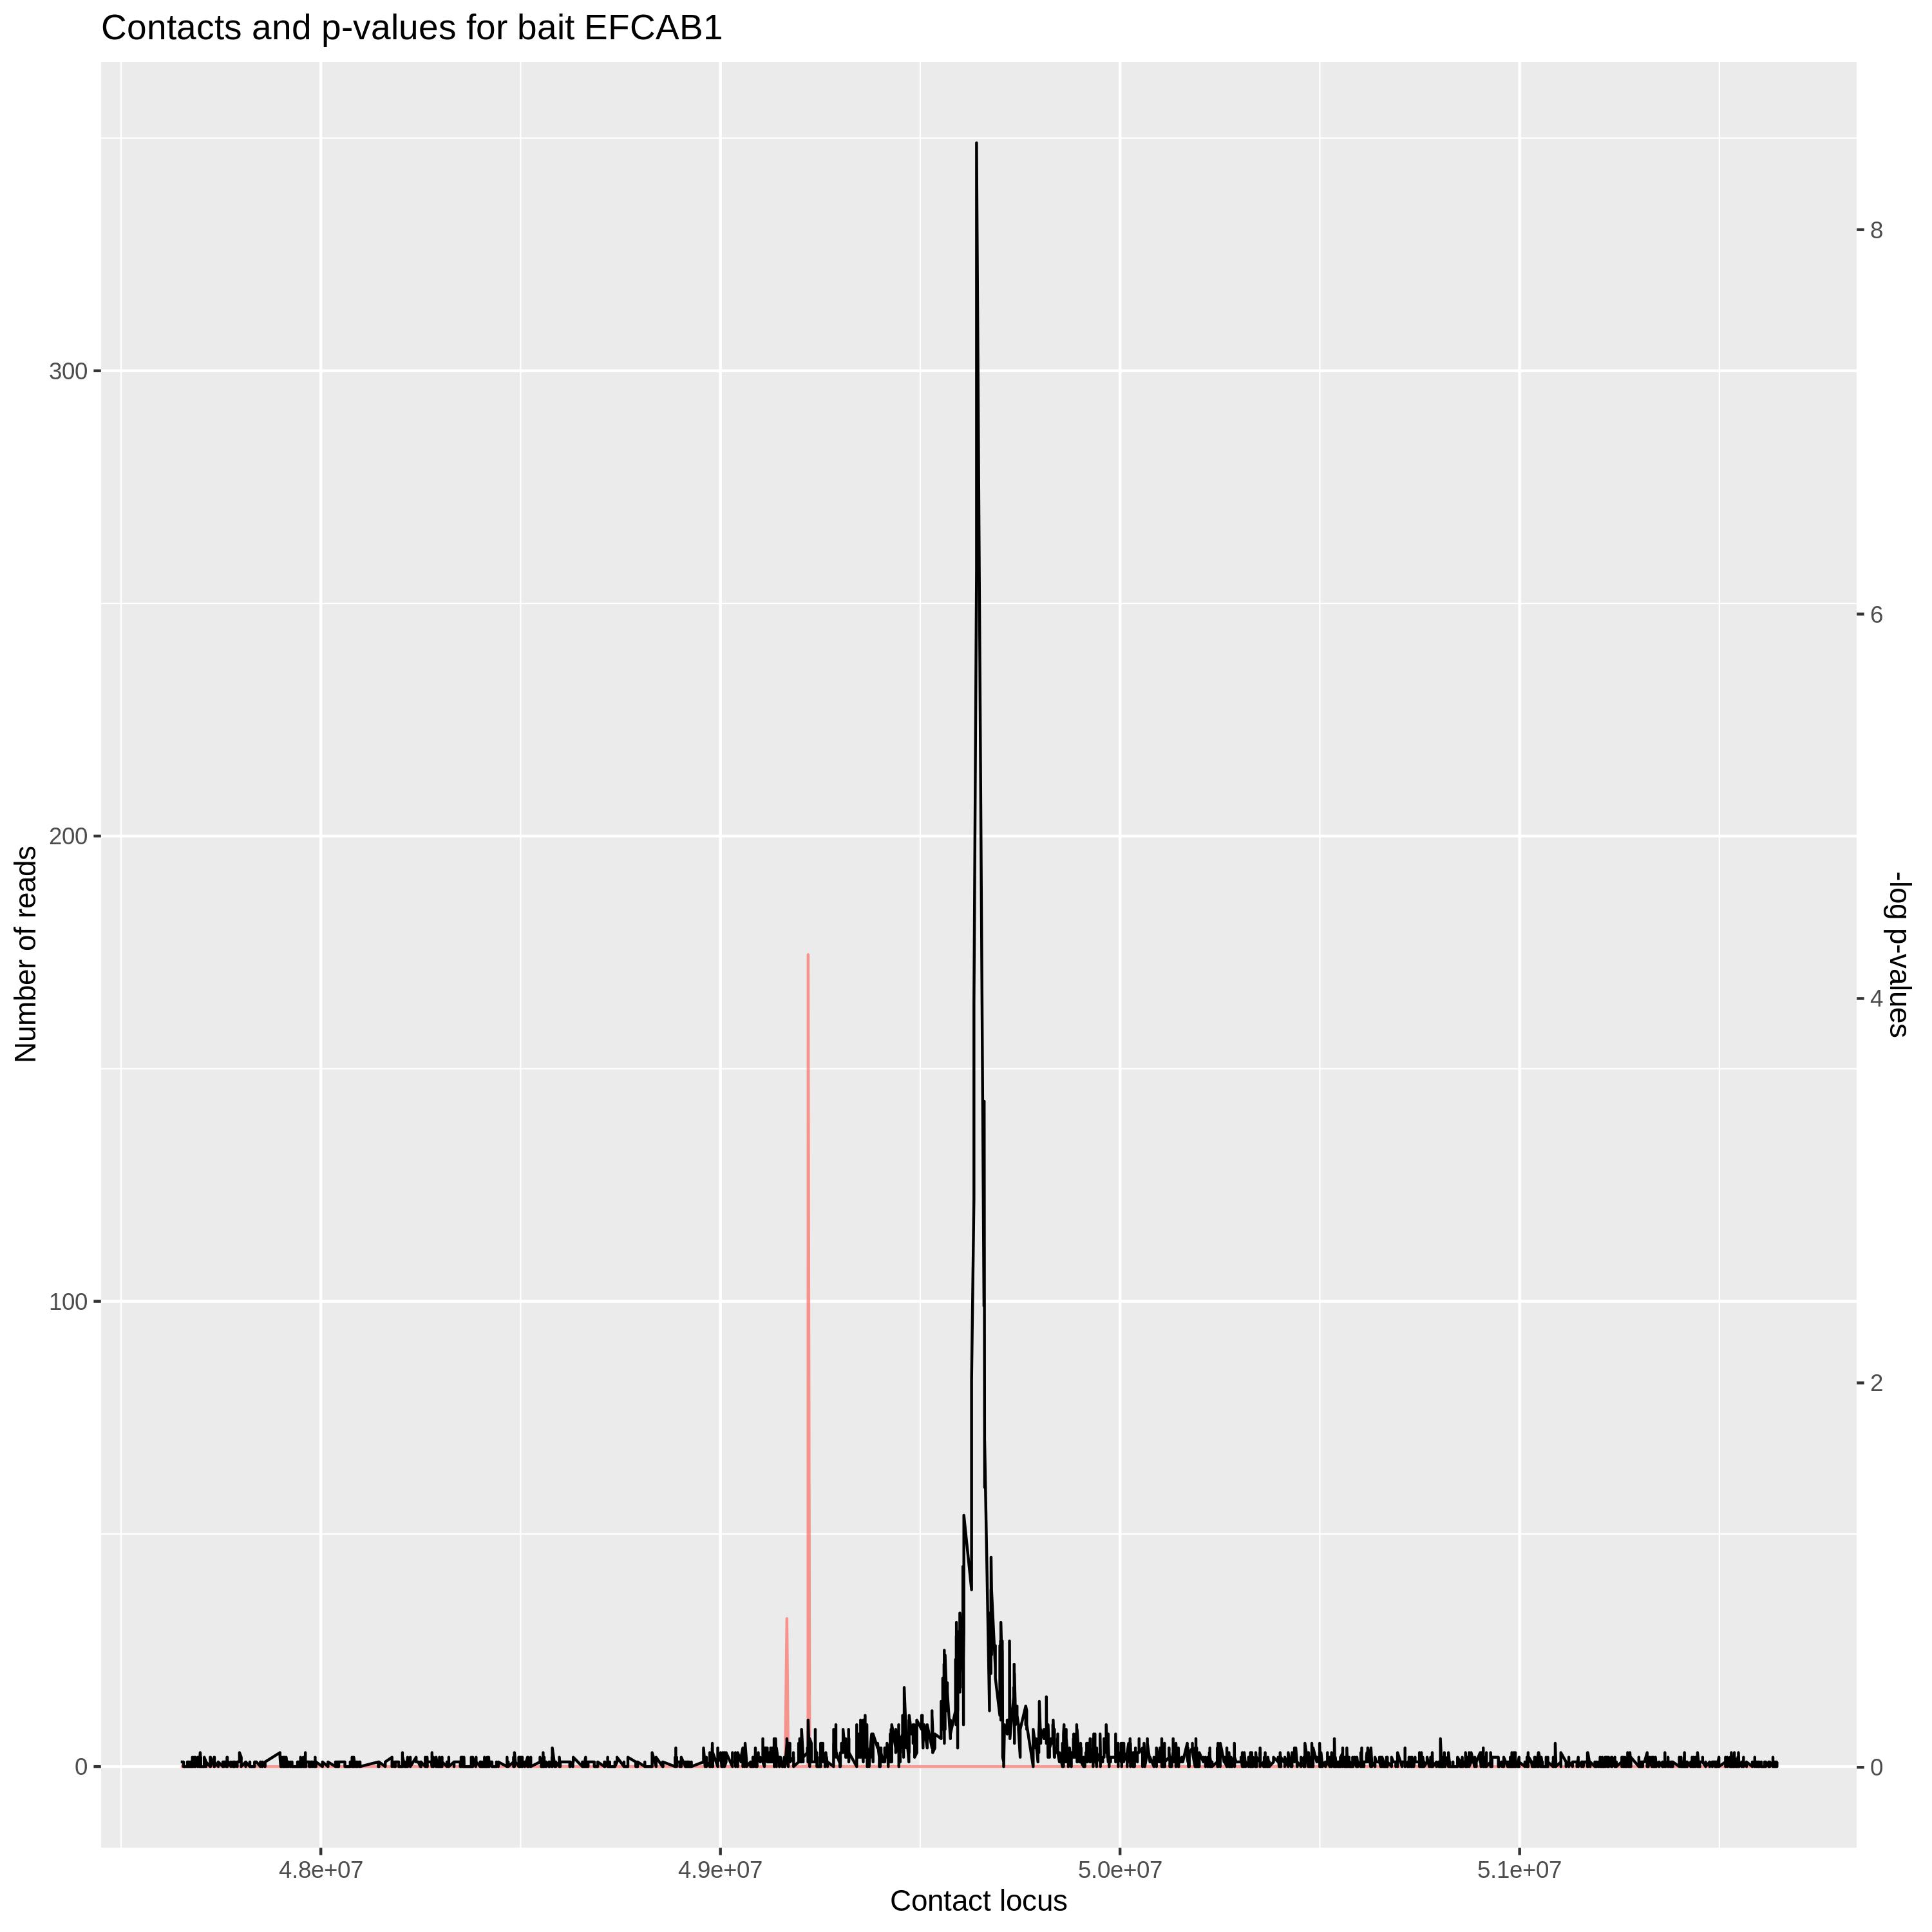 Contacts and p-values for bait EFCAB1
Number of reads
300
200
100
0
8
6
4
2
0
-log p-values
4.8e+07
4.9e+07
5.0e+07
5.1e+07
Contact locus